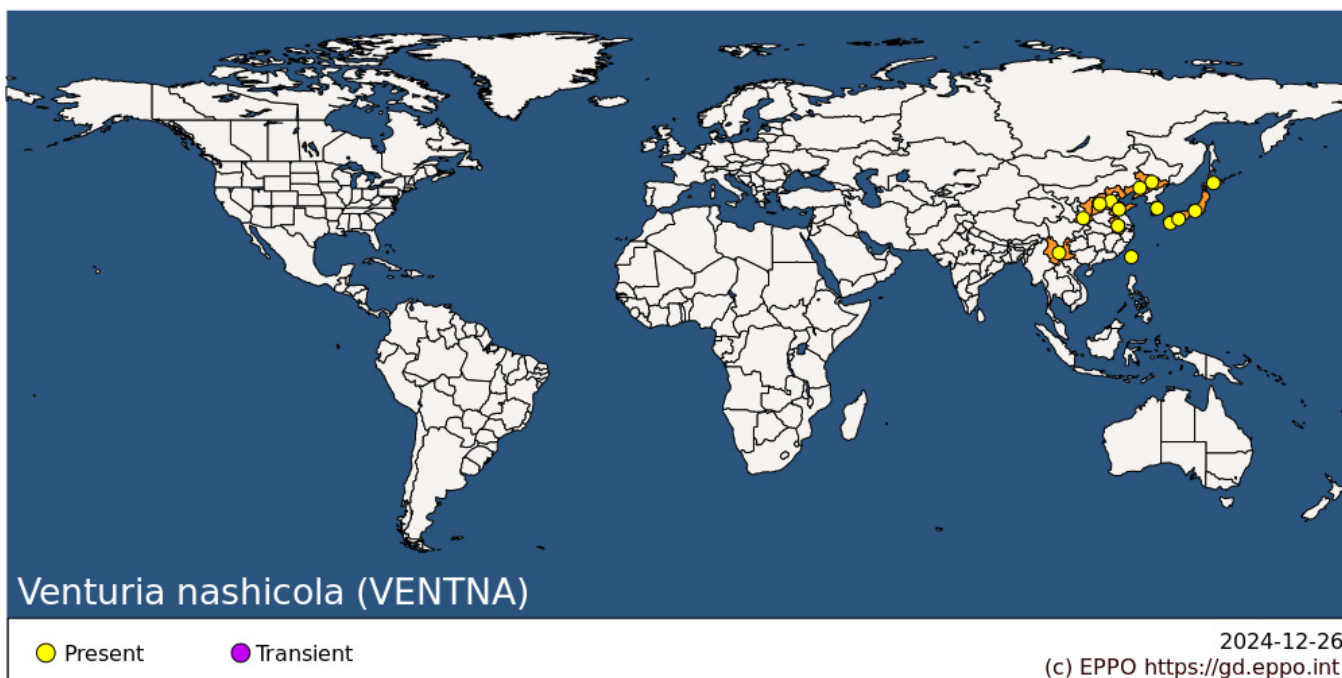 Venturia nashicola (VENTNA)
Present
Transient
2024-12-26
(c) EPPO https://gd.eppo.int